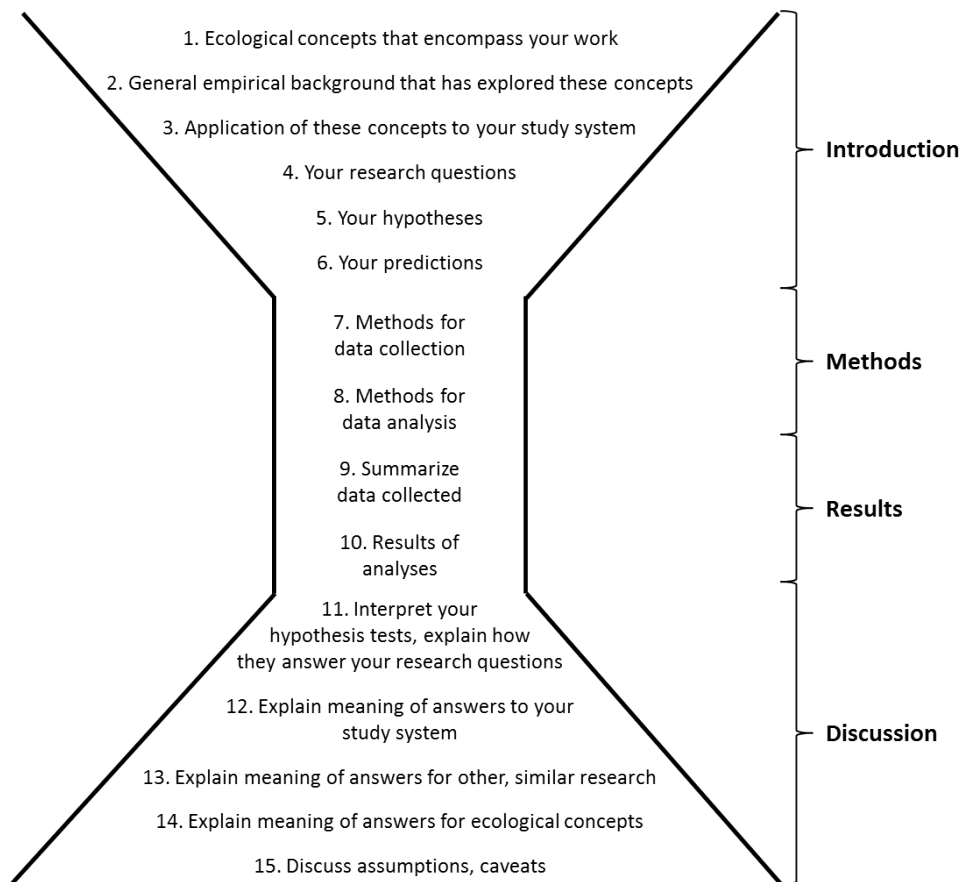 1. Ecological concepts that encompass your work
2. General empirical background that has explored these concepts
3. Application of these concepts to your study system
4. Your research questions
5. Your hypotheses
6. Your predictions
Introduction
7. Methods for
data collection
8. Methods for
data analysis
Methods
9. Summarize
data collected
10. Results of
analyses
Results
11. Interpret your
hypothesis tests, explain how
they answer your research questions
12. Explain meaning of answers to your
study system
13. Explain meaning of answers for other, similar research
14. Explain meaning of answers for ecological concepts
15. Discuss assumptions, caveats
Discussion